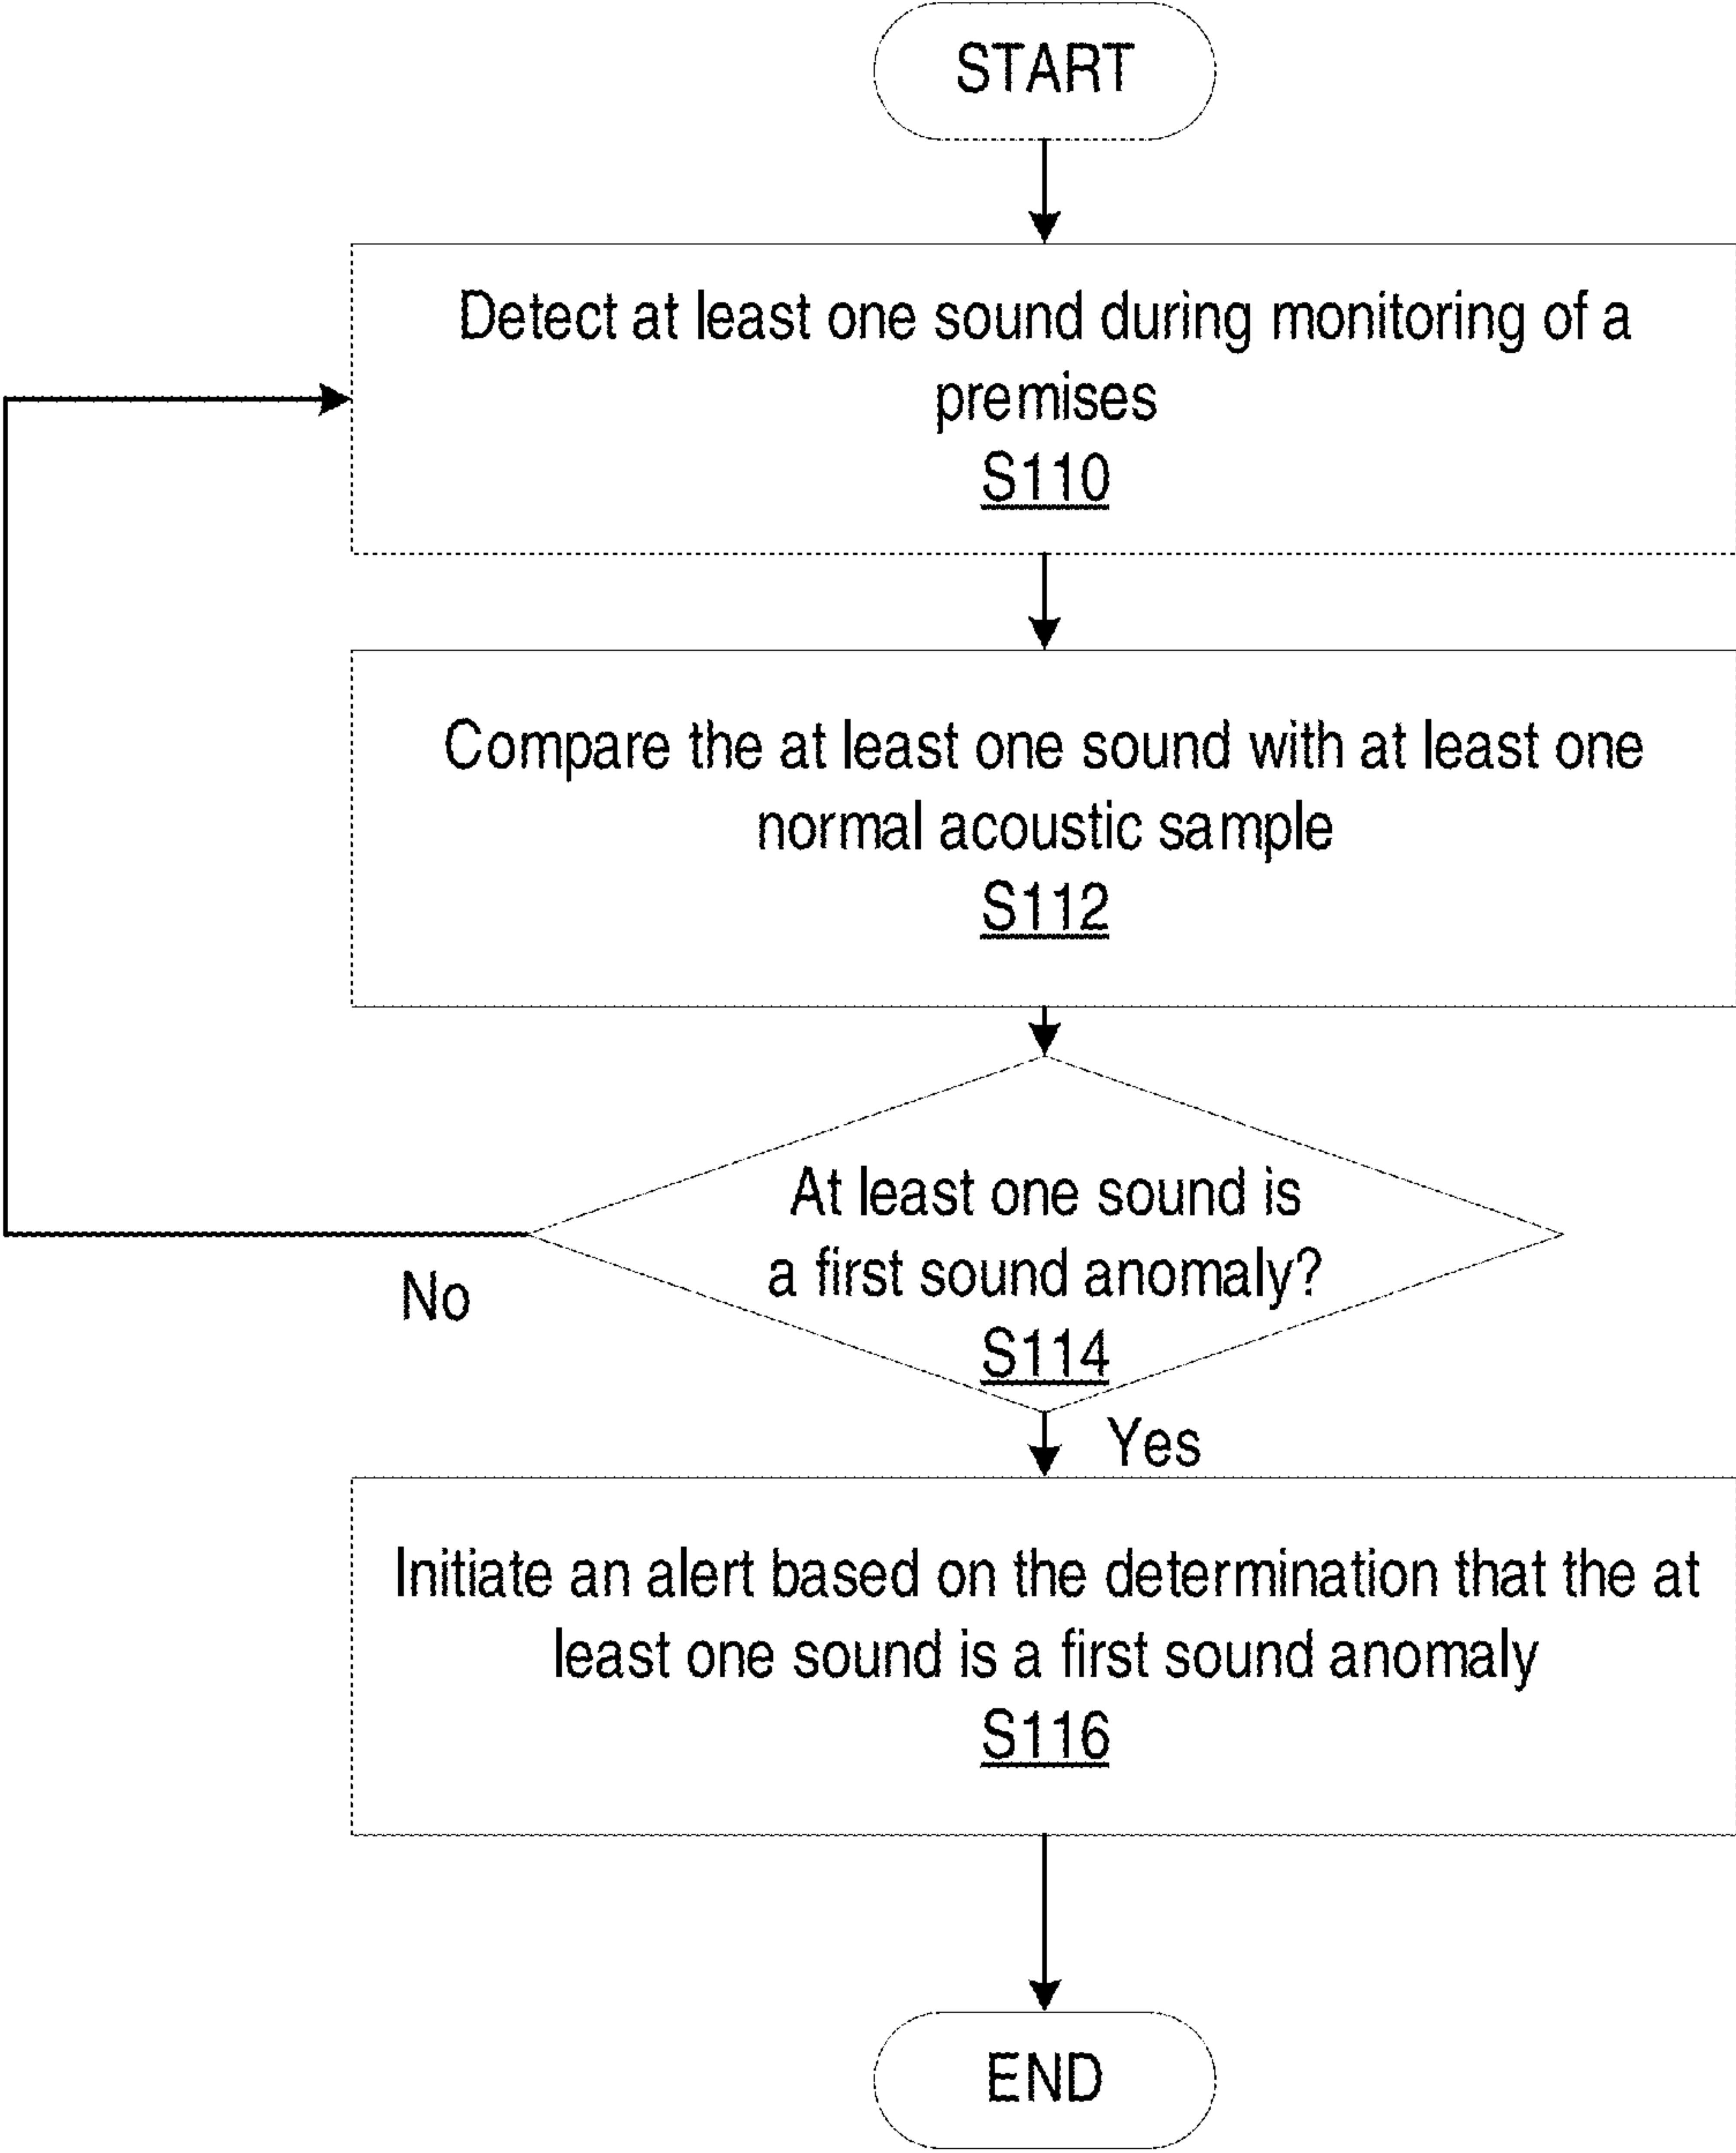 START
Detect at least one sound during monitoring of a
premises
S110
Compare the at least one sound with at least one
normal acoustic sample
S112
At least one sound is
a first sound anomaly?
S114
No
Yes
Initiate an alert based on the determination that the at
least one sound is a first sound anomaly
S116
END